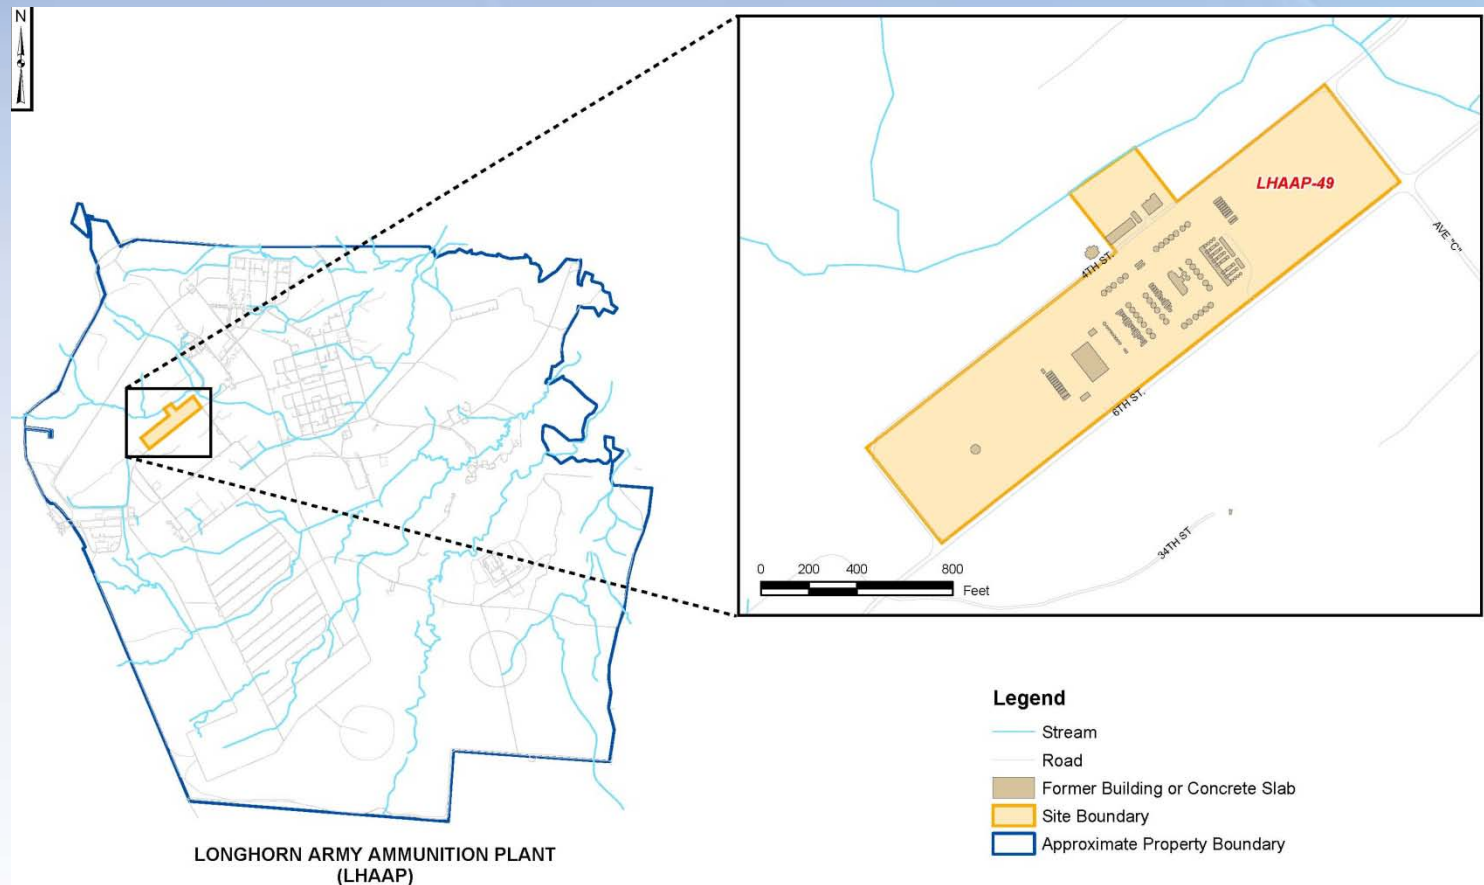 N
LHAAP-49
AVE "C"
4TH ST.
6TH ST.
34TH ST
0 200 400 800
Feet
Legend
Stream
Road
Former Building or Concrete Slab
Site Boundary
Approximate Property Boundary
LONGHORN ARMY AMMUNITION PLANT
(LHAAP)